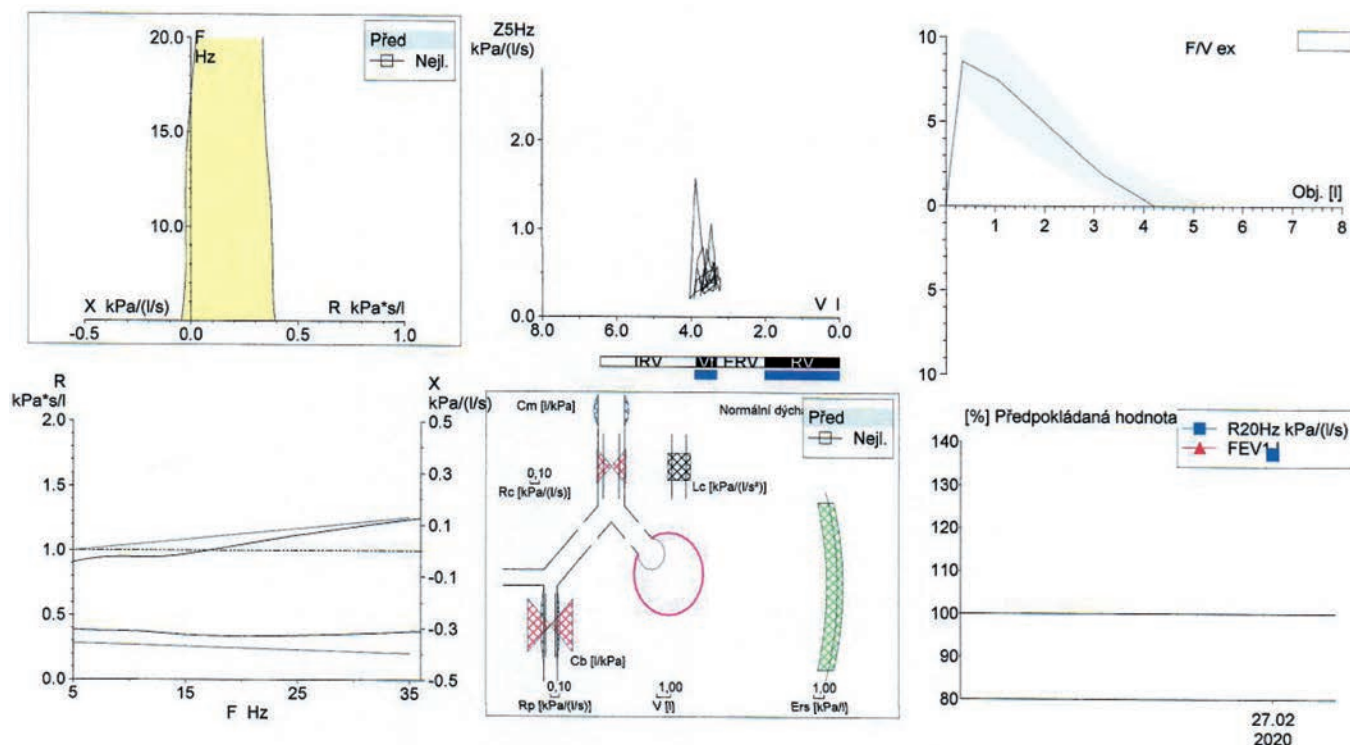 20.0
F
Hz
Před
Nejl.
15.0
10.0
X kPa/(l/s)
R kPa*s/l
-0.5
0.0
0.5
1.0
Z5Hz
kPa/(l/s)
2.0
1.0
0.0
V l
8.0
6.0
4.0
2.0
0.0
IRV
Vt
ERV
RV
F/V ex
10
5
0
Obj. [l]
1
2
3
4
5
6
7
8
5
10
R
kPa*s/l
X
kPa/(l/s)
2.0
1.5
1.0
0.5
0.0
0.5
0.3
0.1
-0.1
-0.3
-0.5
5
15
25
35
F Hz
Cm [l/kPa]
Normální dýcha
Před
Nejl.
0,10
Rc [kPa/(l/s)]
Lc [kPa/(l/s²)]
Cb [l/kPa]
0,10
Rp [kPa/(l/s)]
1,00
V [l]
1,00
Ers [kPa/l]
[%] Předpokládaná hodnota
R20Hz kPa/(l/s)
FEV1 l
140
130
120
110
100
90
80
27.02
2020